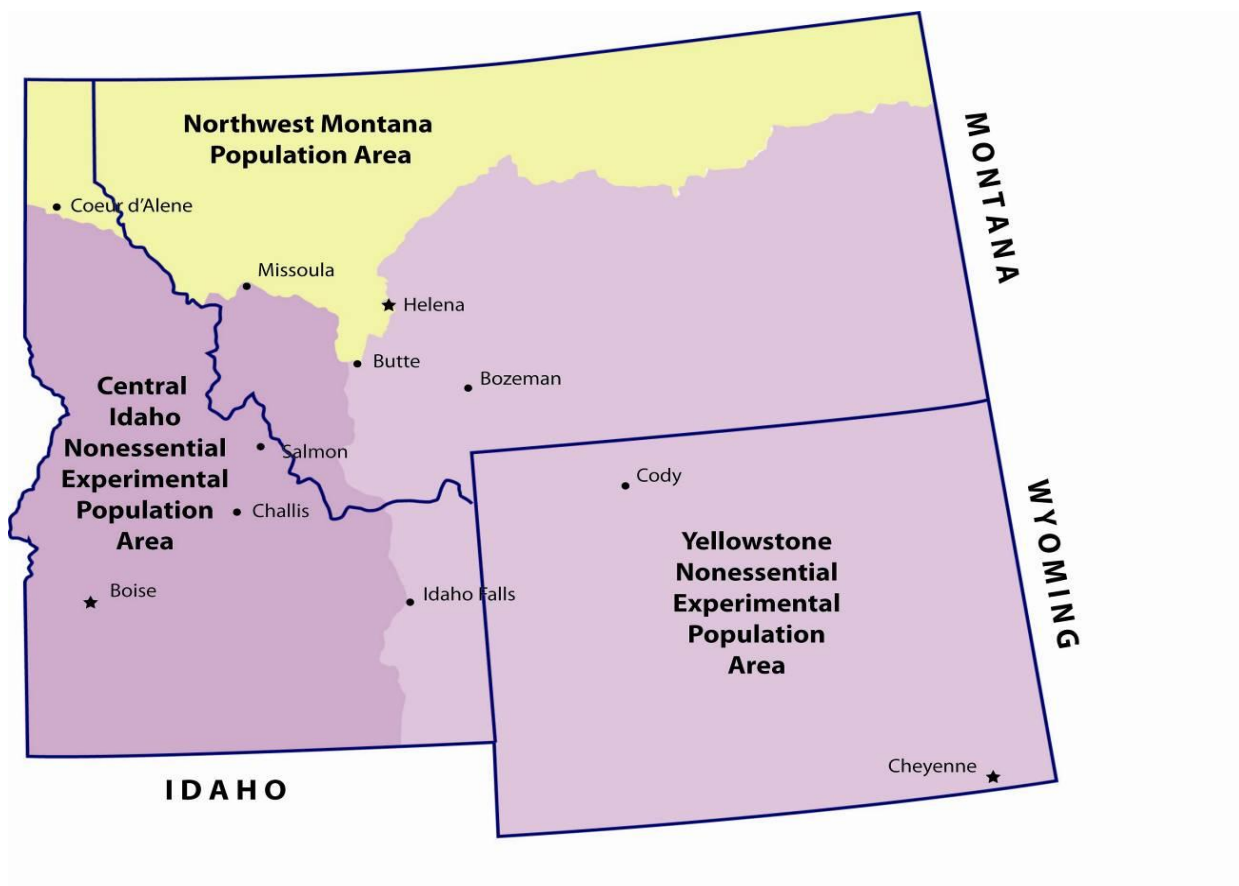 Northwest Montana
Population Area
MONTANA
Coeur d’Alene
Missoula
Helena
Butte
Bozeman
Central
Idaho
Nonessential
Experimental
Population
Area
Salmon
Challis
Cody
WYOMING
Yellowstone
Nonessential
Experimental
Population
Area
Boise
Idaho Falls
Cheyenne
IDAHO